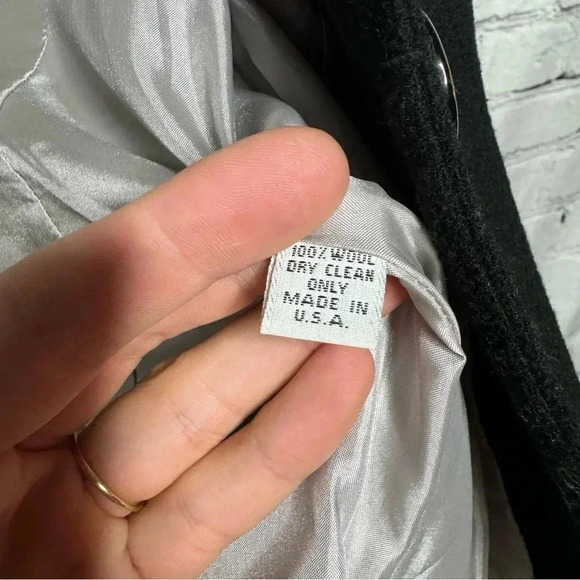 100% WOOL
DRY CLEAN
ONLY
MADE IN
U.S.A.